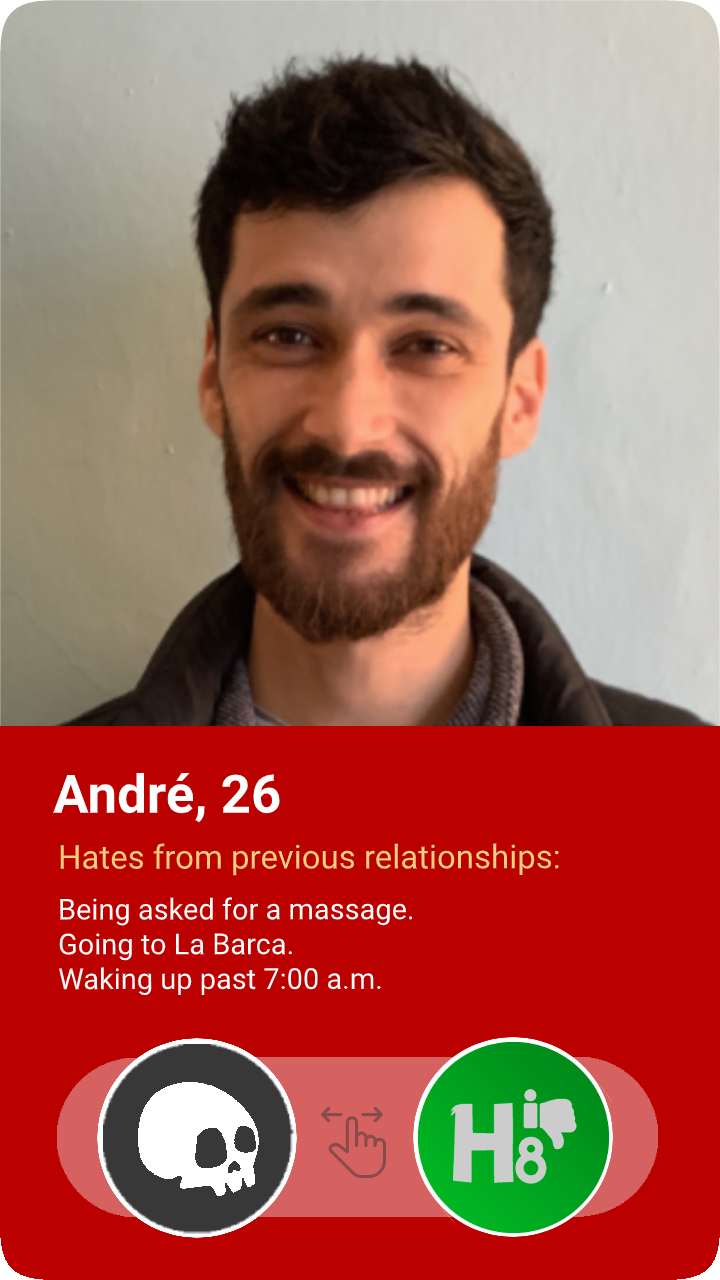 André, 26
Hates from previous relationships:
Being asked for a massage.
Going to La Barca.
Waking up past 7:00 a.m.
Hi8